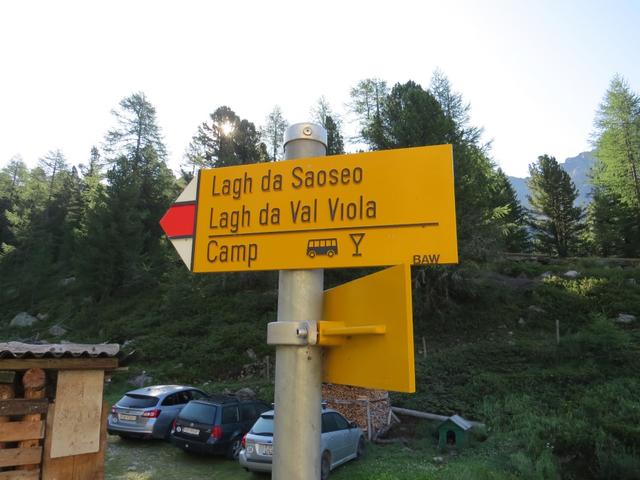 Lagh da Saoseo
Lagh da Val Viola
Camp
BAW